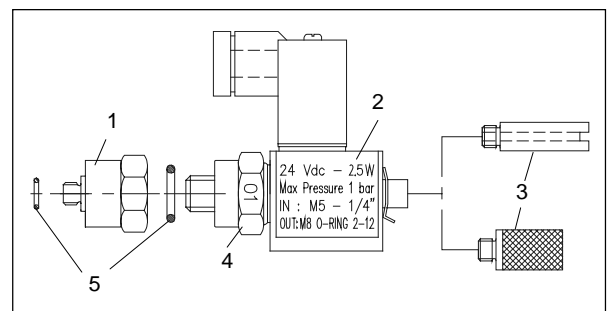 1
2
24 Vdc - 2.5W
Max Pressure 1 bar
IN : M5 - 1/4"
OUT:M8 O-RING 2-12
01
3
4
5